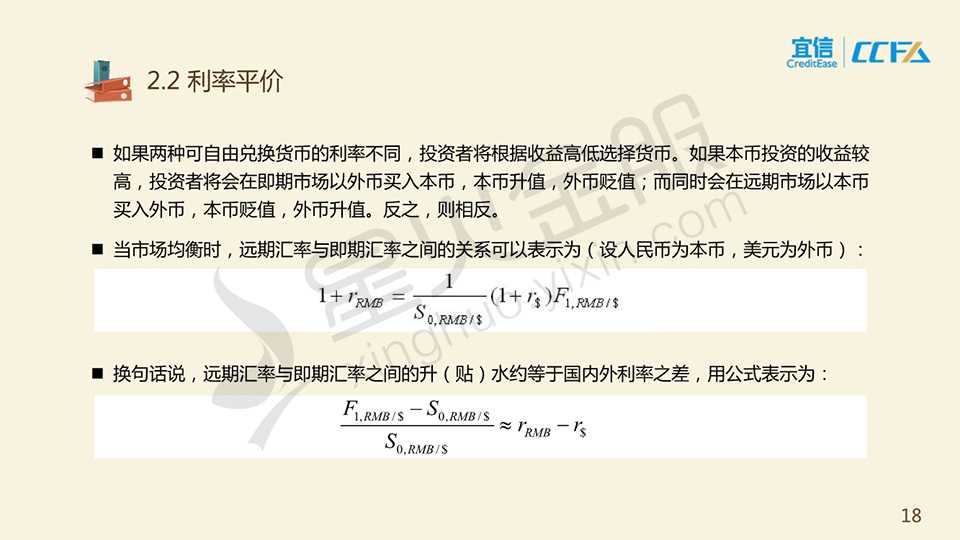 宜信 CreditEase CCFA
2.2 利率平价
■ 如果两种可自由兑换货币的利率不同，投资者将根据收益高低选择货币。如果本币投资的收益较
高，投资者将会在即期市场以外币买入本币，本币升值，外币贬值；而同时会在远期市场以本币
买入外币，本币贬值，外币升值。反之，则相反。
■ 当市场均衡时，远期汇率与即期汇率之间的关系可以表示为（设人民币为本币，美元为外币）：
1+r_{RMB} = \frac{1}{S_{0,RMB/$}} (1+r_{$})F_{1,RMB/$}
■ 换句话说，远期汇率与即期汇率之间的升（贴）水约等于国内外利率之差，用公式表示为：
\frac{F_{1,RMB/$} − S_{0,RMB/$}}{S_{0,RMB/$}} ≈ r_{RMB} − r_{$}
星火金服
xinghuo.yixin.com
18